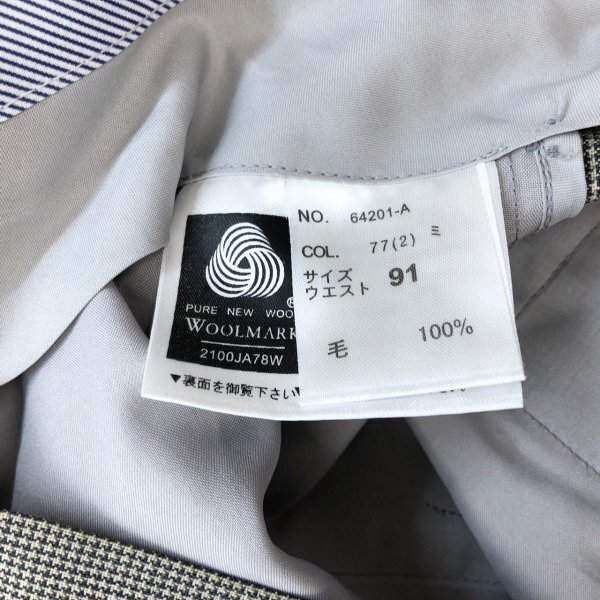 NO. 64201-A
COL. 77(2) ミ
サイズ
ウエスト 91
毛 100%
®
PURE NEW WOO
WOOLMARK
2100JA78W
▼裏面を御覧下さい▼